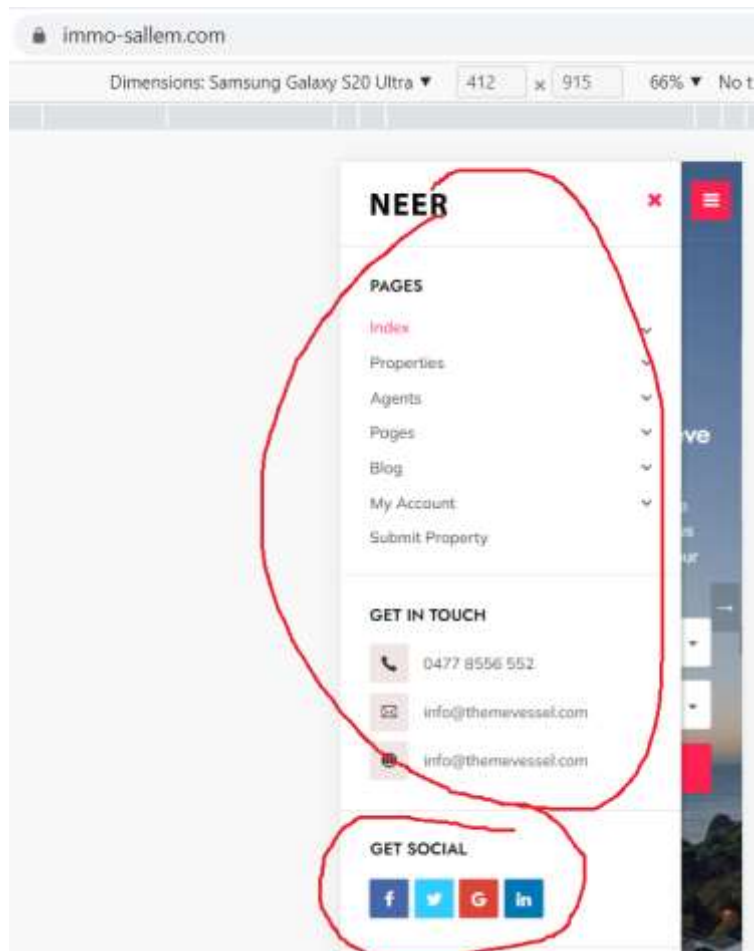 immo-sallem.com
Dimensions: Samsung Galaxy S20 Ultra ▼ 412 x 915 66% ▼ No t
NEER
PAGES
Index
Properties
Agents
Pages
ve
Blog
My Account
Submit Property
ur
GET IN TOUCH
0477 8556 552
info@themevessel.com
info@themevessel.com
GET SOCIAL
f G in